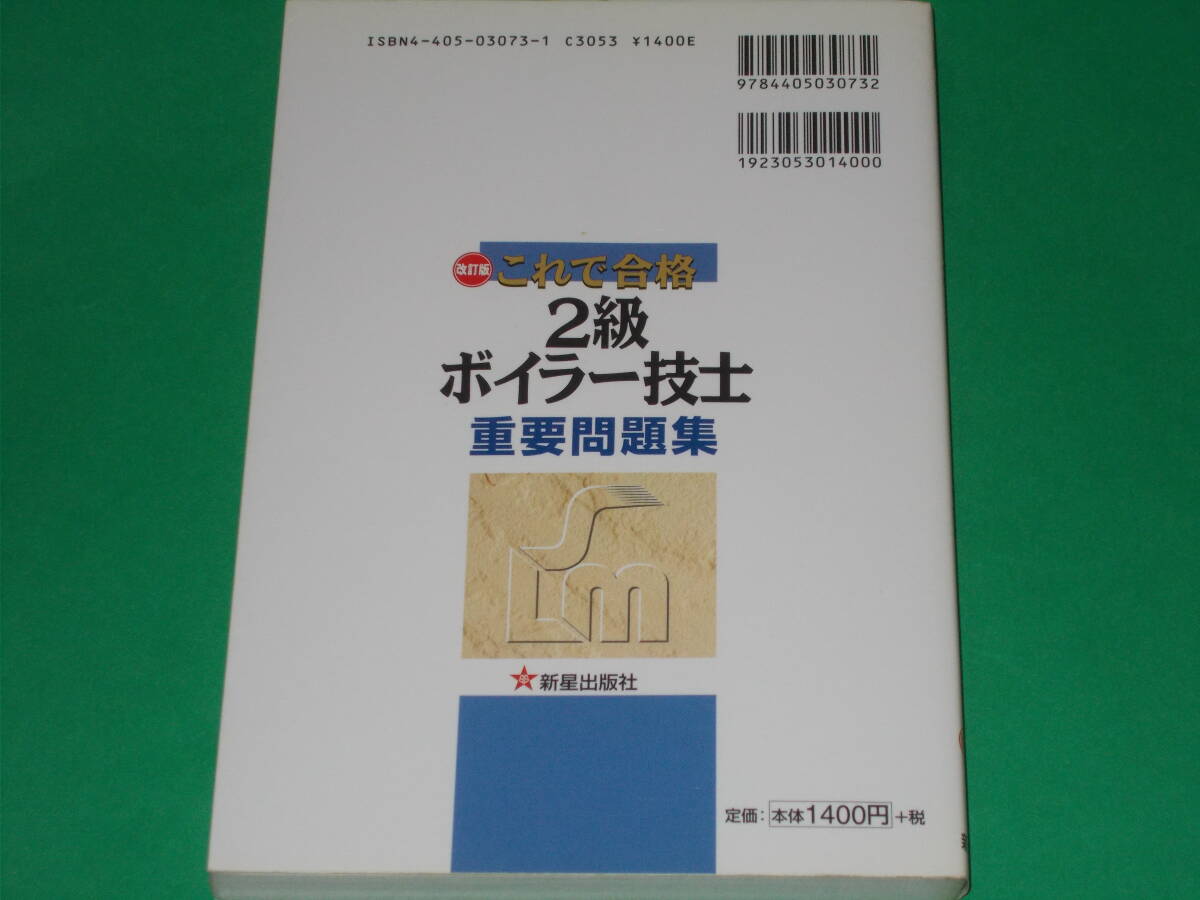 ISBN4-405-03073-1 C3053 ¥1400E
9784405030732
1923053014000
改訂版 これで合格
2級
ボイラー技士
重要問題集
新星出版社
定価: 本体1400円 +税